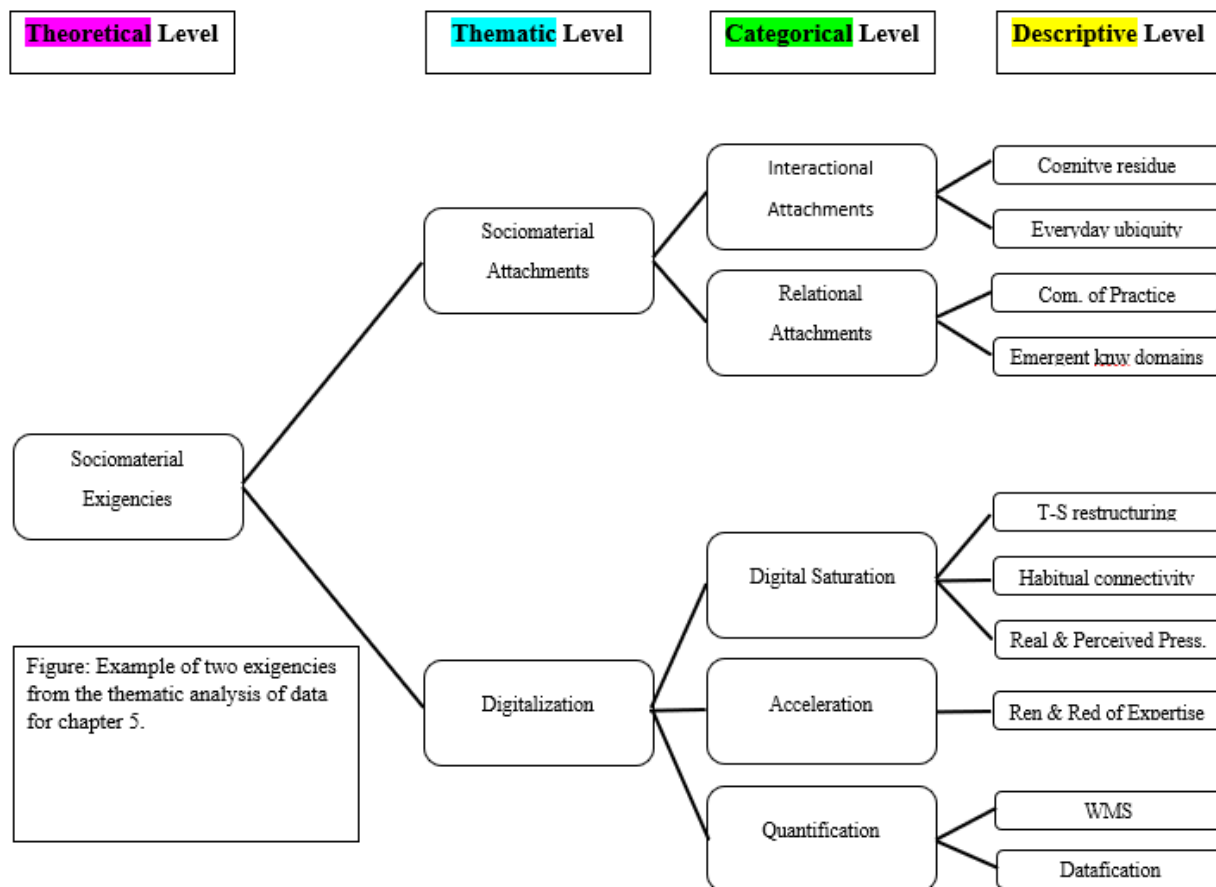 Theoretical Level
Thematic Level
Categorical Level
Descriptive Level
Sociomaterial
Exigencies
Sociomaterial
Attachments
Interactional
Attachments
Cognitve residue
Everyday ubiquity
Relational
Attachments
Com. of Practice
Emergent knw domains
Digitalization
Digital Saturation
T-S restructuring
Habitual connectivity
Real & Perceived Press.
Acceleration
Ren & Red of Expertise
Quantification
WMS
Datafication
Figure: Example of two exigencies
from the thematic analysis of data
for chapter 5.